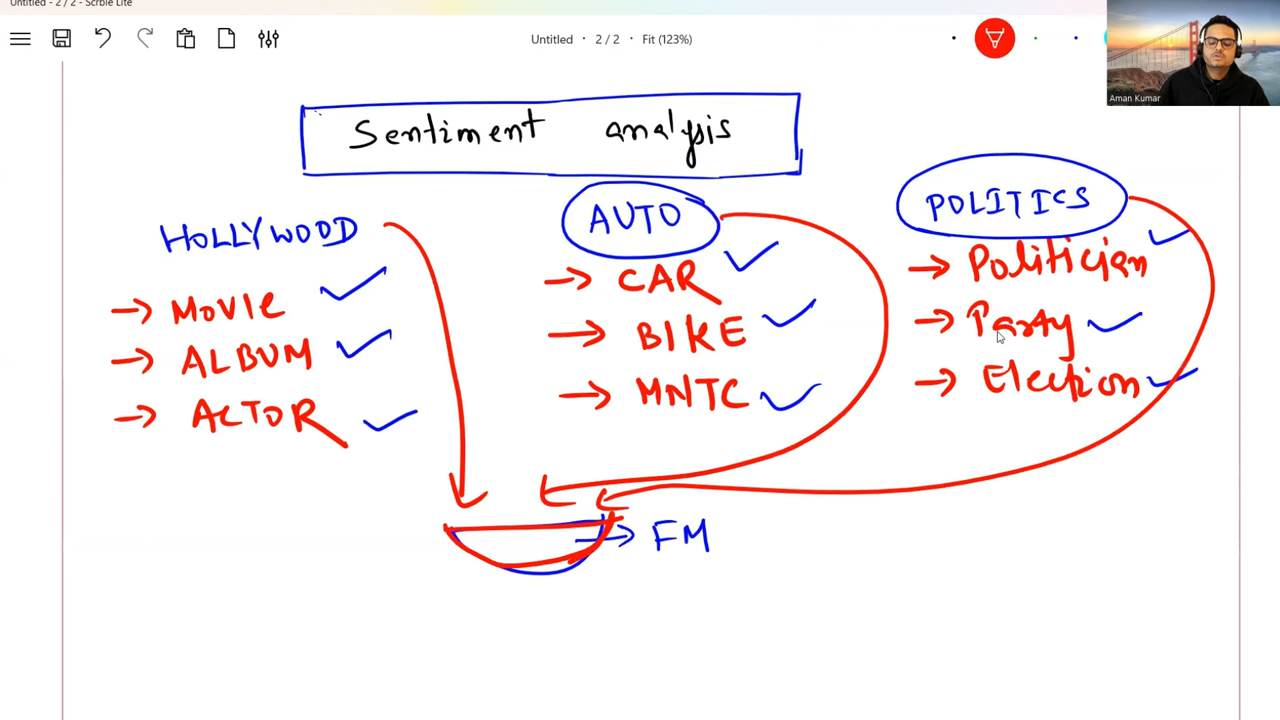 Untitled - 2 / 2 - Scrble Lite
Untitled • 2 / 2 • Fit (123%)
Aman Kumar
Sentiment analysis
HOLLYWOOD
→ MOVIE
→ ALBUM
→ ACTOR
AUTO
→ CAR
→ BIKE
→ MNTC
POLITICS
→ Politician
→ Party
→ Election
→ FM